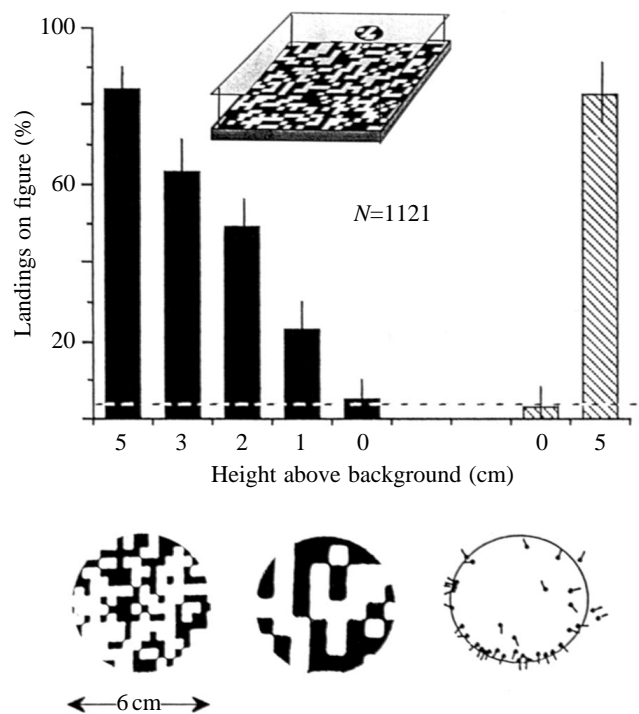 100
60
20
Landings on figure (%)
N=1121
5 3 2 1 0 0 5
Height above background (cm)
6 cm